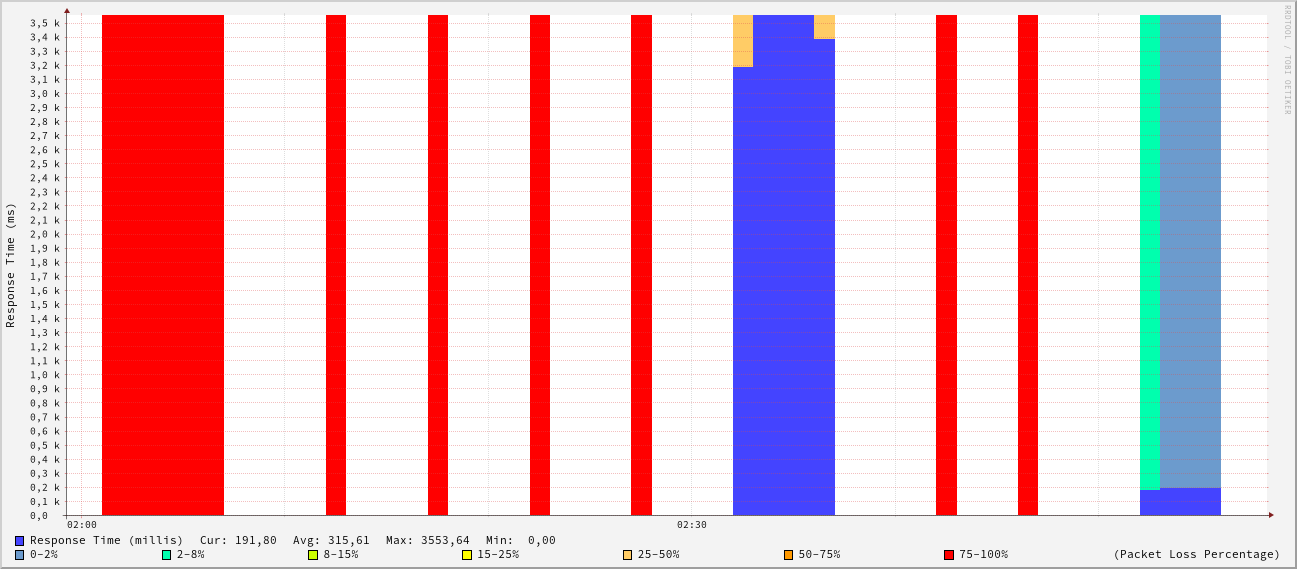 RRDTOOL / TOBI OETIKER
Response Time (ms)
3,5 k
3,4 k
3,3 k
3,2 k
3,1 k
3,0 k
2,9 k
2,8 k
2,7 k
2,6 k
2,5 k
2,4 k
2,3 k
2,2 k
2,1 k
2,0 k
1,9 k
1,8 k
1,7 k
1,6 k
1,5 k
1,4 k
1,3 k
1,2 k
1,1 k
1,0 k
0,9 k
0,8 k
0,7 k
0,6 k
0,5 k
0,4 k
0,3 k
0,2 k
0,1 k
0,0
02:00 02:30
Response Time (millis) Cur: 191,80 Avg: 315,61 Max: 3553,64 Min: 0,00
0-2% 2-8% 8-15% 15-25% 25-50% 50-75% 75-100% (Packet Loss Percentage)